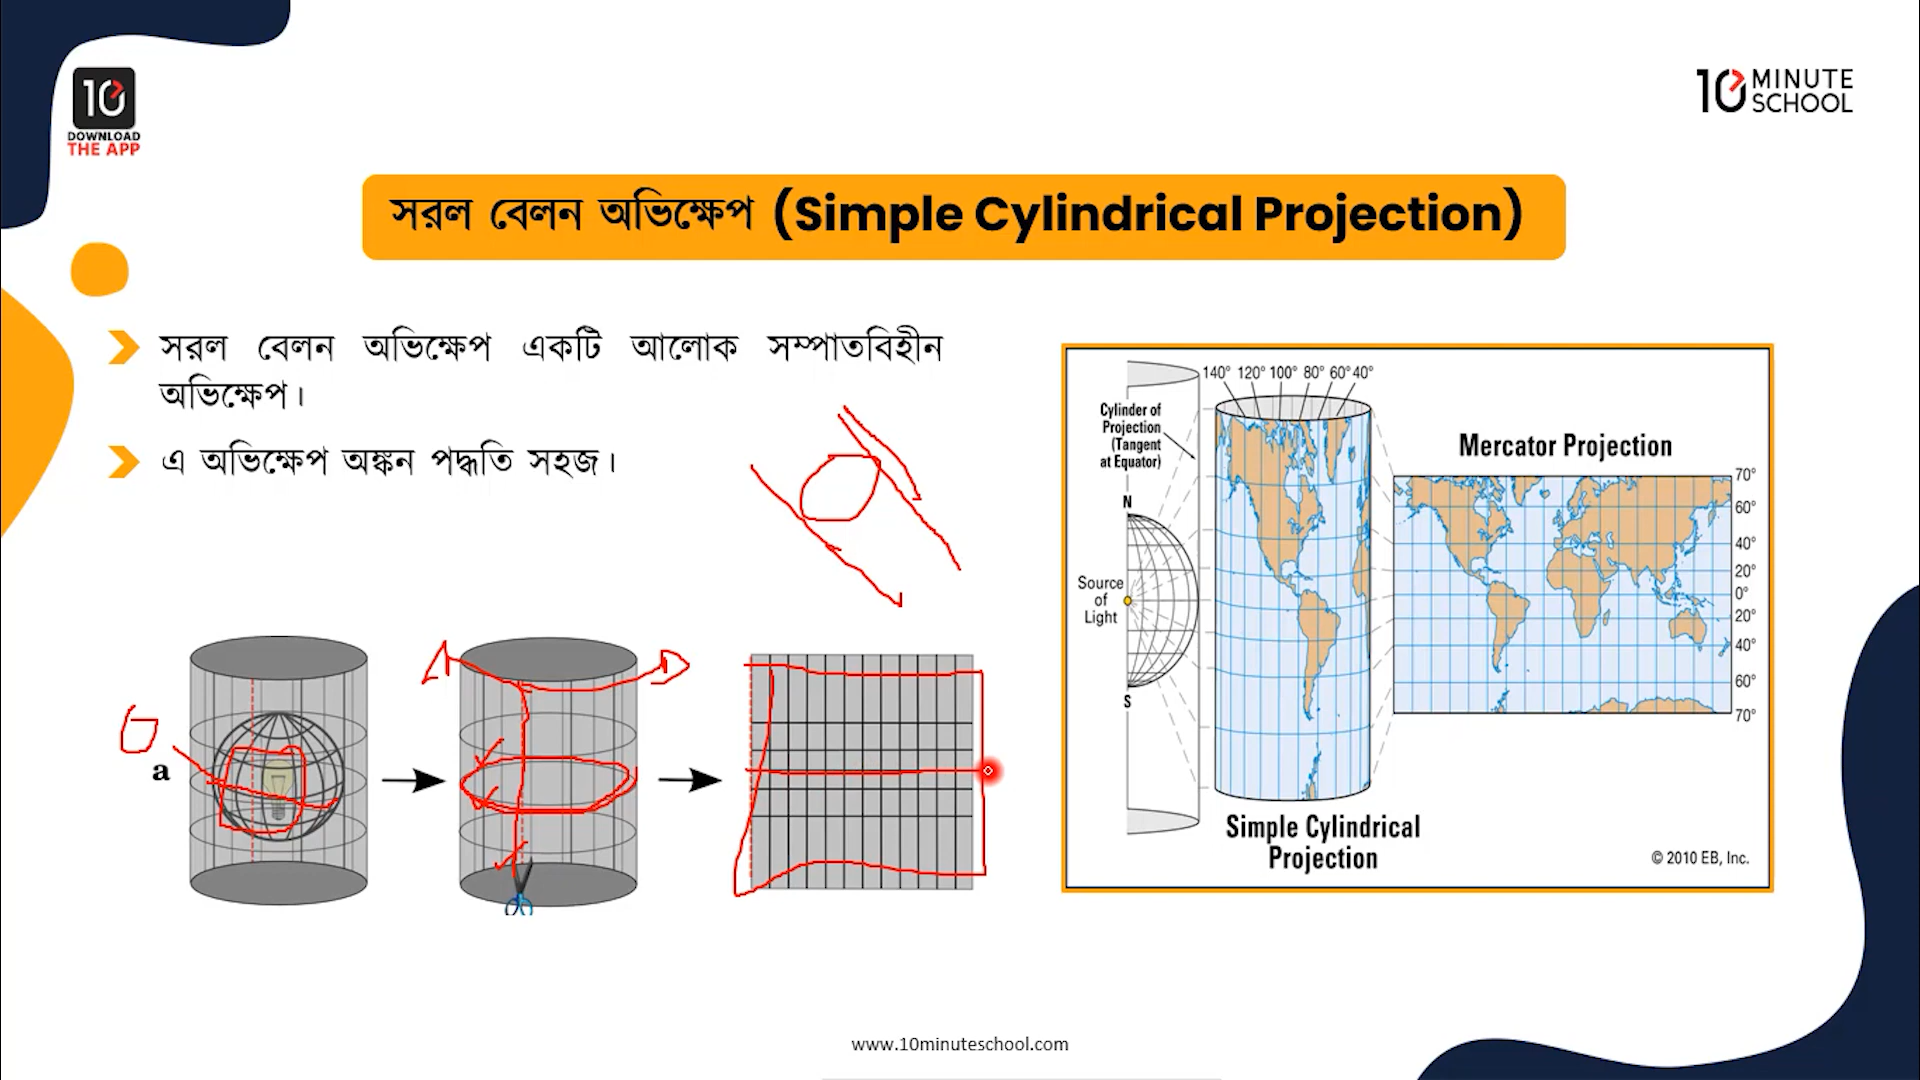 10
DOWNLOAD
THE APP
10 MINUTE
SCHOOL
সরল বেলন অভিক্ষেপ (Simple Cylindrical Projection)
সরল বেলন অভিক্ষেপ একটি আলোক সম্পাতবিহীন
অভিক্ষেপ।
এ অভিক্ষেপ অঙ্কন পদ্ধতি সহজ।
a
140° 120° 100° 80° 60° 40°
Cylinder of
Projection
(Tangent
at Equator)
N
Source
of
Light
S
Simple Cylindrical
Projection
Mercator Projection
70°
60°
40°
20°
0°
20°
40°
60°
70°
© 2010 EB, Inc.
www.10minuteschool.com